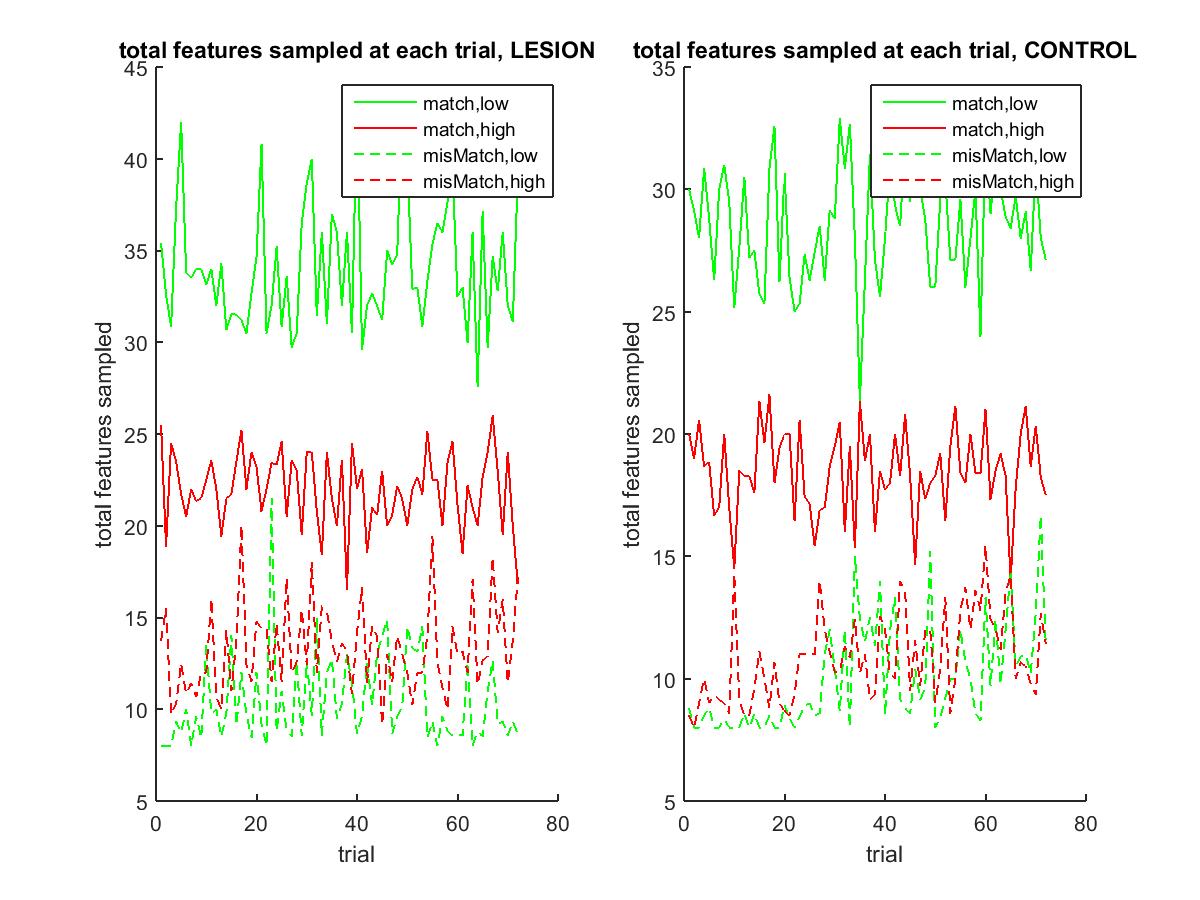 total features sampled at each trial, LESION
45
40
35
30
25
20
15
10
5
0
20
40
60
80
total features sampled
trial
match,low
match,high
misMatch,low
misMatch,high
total features sampled at each trial, CONTROL
35
30
25
20
15
10
5
0
20
40
60
80
total features sampled
trial
match,low
match,high
misMatch,low
misMatch,high